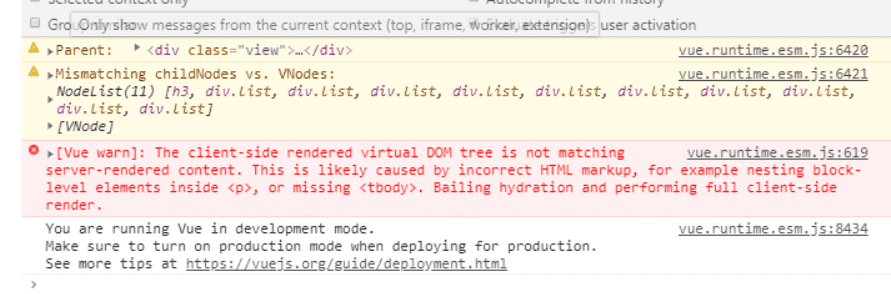 Selected context only Autocomplete from history
Only show messages from the current context (top, iframe, worker, extension) user activation
Parent: <div class="view">…</div> vue.runtime.esm.js:6420
Mismatching childNodes vs. VNodes: vue.runtime.esm.js:6421
NodeList(11) [h3, div.list, div.list, div.list, div.list, div.list, div.list, div.list, div.list,
div.list, div.list]
[VNode]
[Vue warn]: The client-side rendered virtual DOM tree is not matching vue.runtime.esm.js:619
server-rendered content. This is likely caused by incorrect HTML markup, for example nesting block-
level elements inside <p>, or missing <tbody>. Bailing hydration and performing full client-side
render.
You are running Vue in development mode. vue.runtime.esm.js:8434
Make sure to turn on production mode when deploying for production.
See more tips at https://vuejs.org/guide/deployment.html